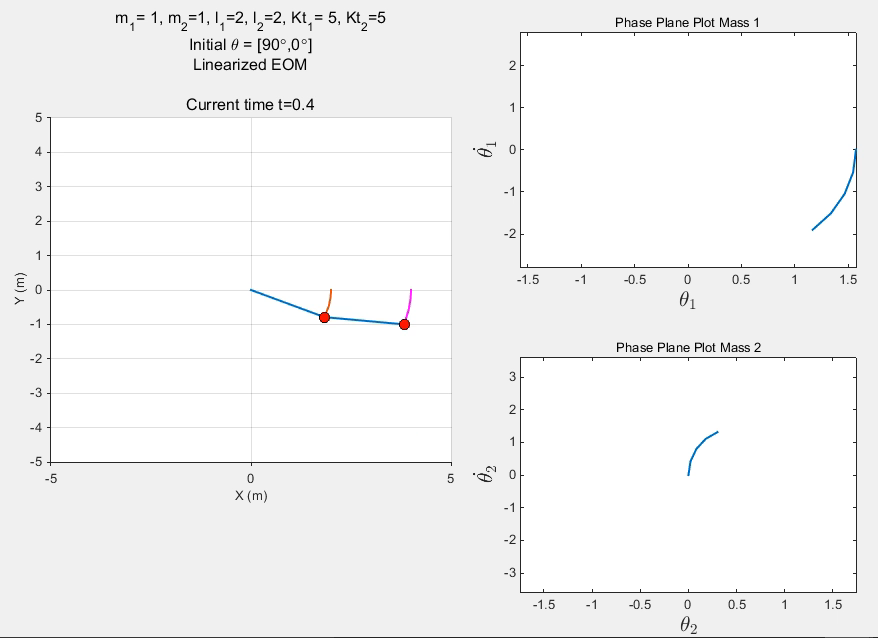 m₁= 1, m₂=1, l₁=2, l₂=2, Kt₁= 5, Kt₂=5
Initial θ = [90°,0°]
Linearized EOM
Current time t=0.4
5
4
3
2
1
0
-1
-2
-3
-4
-5
Y (m)
-5 0 5
X (m)
Phase Plane Plot Mass 1
2
1
0
-1
-2
θ̇₁
-1.5 -1 -0.5 0 0.5 1 1.5
θ₁
Phase Plane Plot Mass 2
3
2
1
0
-1
-2
-3
θ̇₂
-1.5 -1 -0.5 0 0.5 1 1.5
θ₂